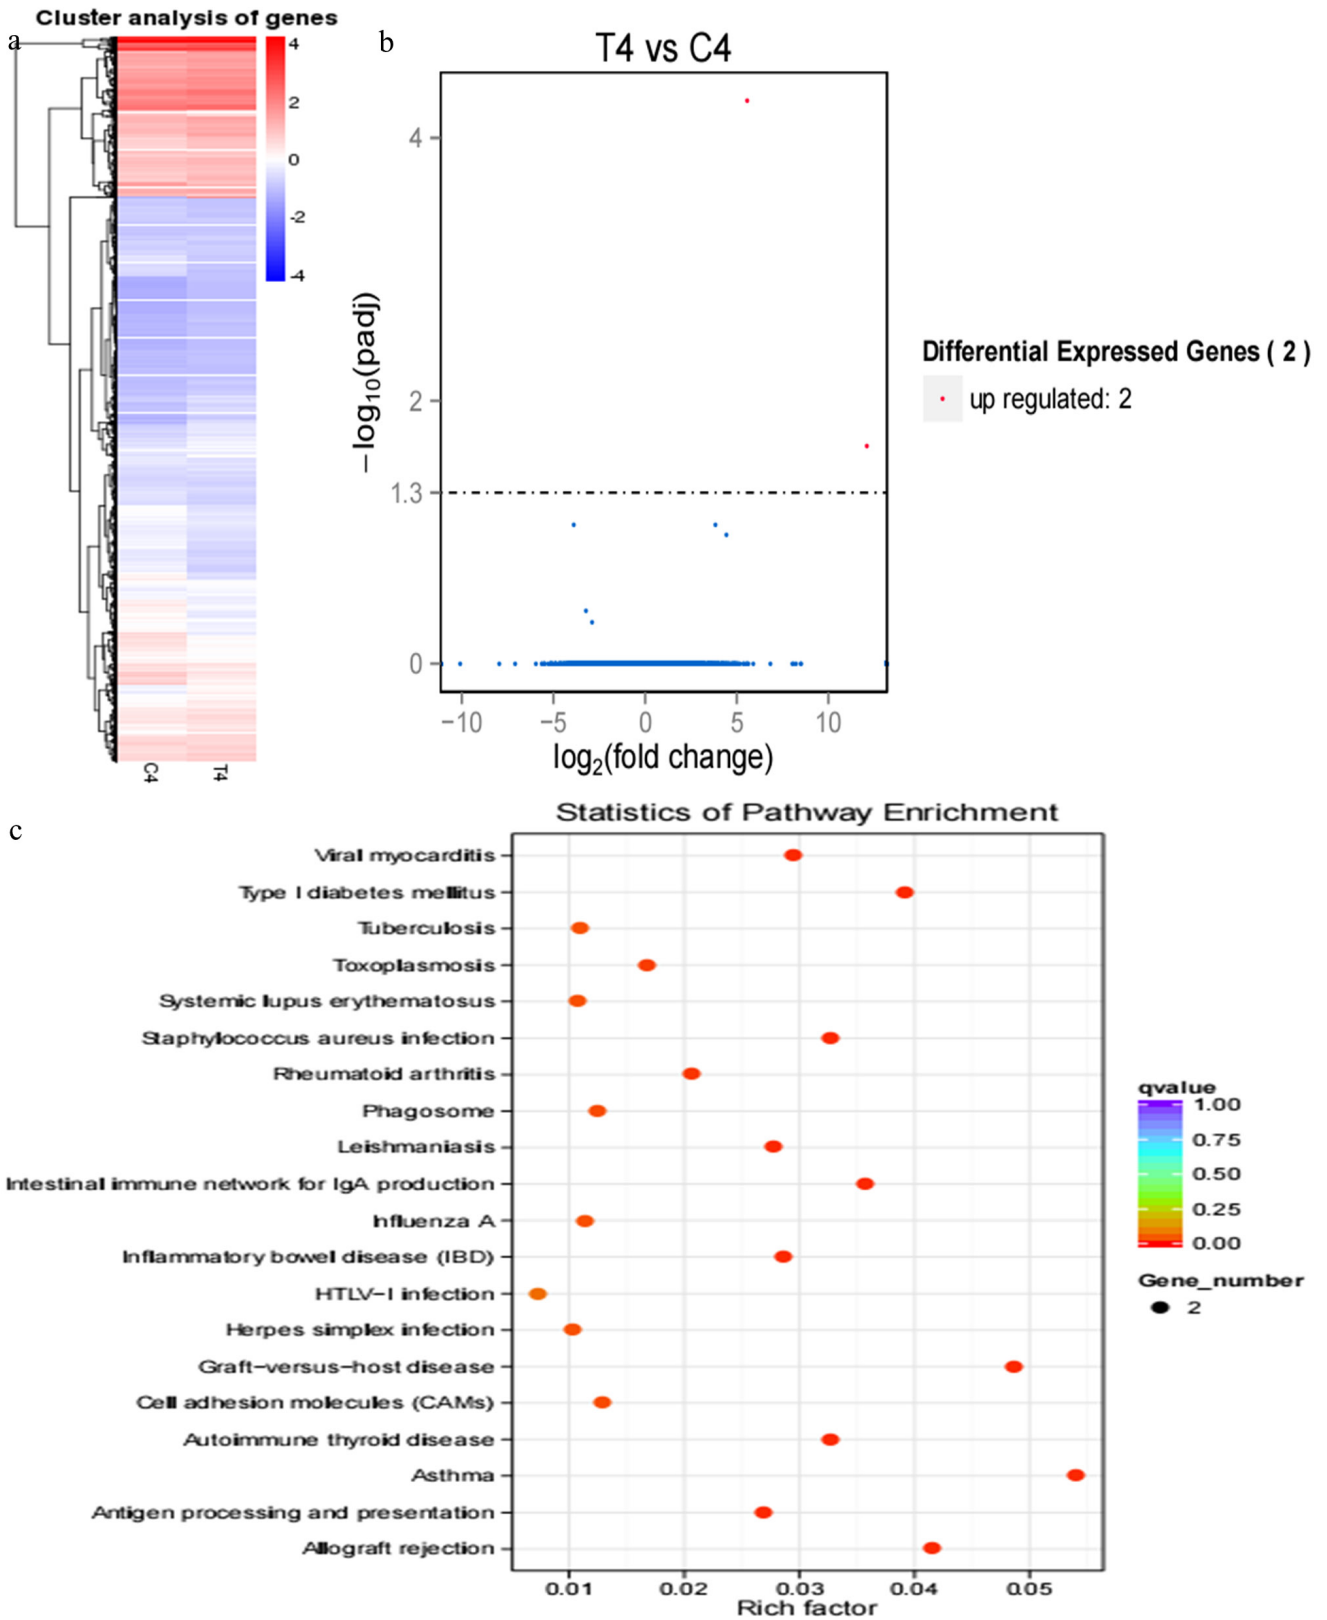 a
Cluster analysis of genes
4
2
0
-2
-4
C4
T4
b
T4 vs C4
4
2
1.3
0
−log10(padj)
−10
−5
0
5
10
log2(fold change)
Differential Expressed Genes ( 2 )
up regulated: 2
c
Statistics of Pathway Enrichment
Viral myocarditis
Type I diabetes mellitus
Tuberculosis
Toxoplasmosis
Systemic lupus erythematosus
Staphylococcus aureus infection
Rheumatoid arthritis
Phagosome
Leishmaniasis
Intestinal immune network for IgA production
Influenza A
Inflammatory bowel disease (IBD)
HTLV−I infection
Herpes simplex infection
Graft−versus−host disease
Cell adhesion molecules (CAMs)
Autoimmune thyroid disease
Asthma
Antigen processing and presentation
Allograft rejection
0.01
0.02
0.03
0.04
0.05
Rich factor
qvalue
1.00
0.75
0.50
0.25
0.00
Gene_number
2